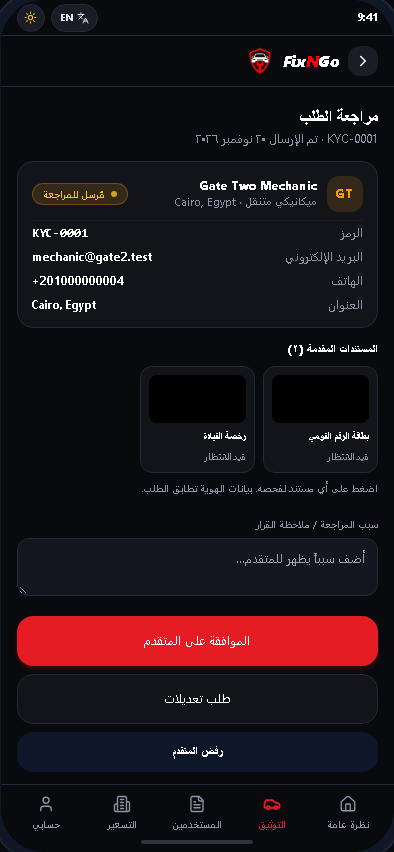 EN
9:41
FixNGo
مراجعة الطلب
KYC-0001 · تم الإرسال ٢٠ نوفمبر ٢٠٢٦
GT
Gate Two Mechanic
ميكانيكي متنقل · Cairo, Egypt
مُرسل للمراجعة
الرمز
KYC-0001
البريد الإلكتروني
mechanic@gate2.test
الهاتف
+201000000004
العنوان
Cairo, Egypt
المستندات المقدمة (٢)
بطاقة الرقم القومي
قيد الانتظار
رخصة القيادة
قيد الانتظار
اضغط على أي مستند لفحصه. بيانات الهوية تطابق الطلب.
سبب المراجعة / ملاحظة القرار
أضف سبباً يظهر للمتقدم...
الموافقة على المتقدم
طلب تعديلات
رفض المتقدم
نظرة عامة
التوثيق
المستخدمين
التسعير
حسابي